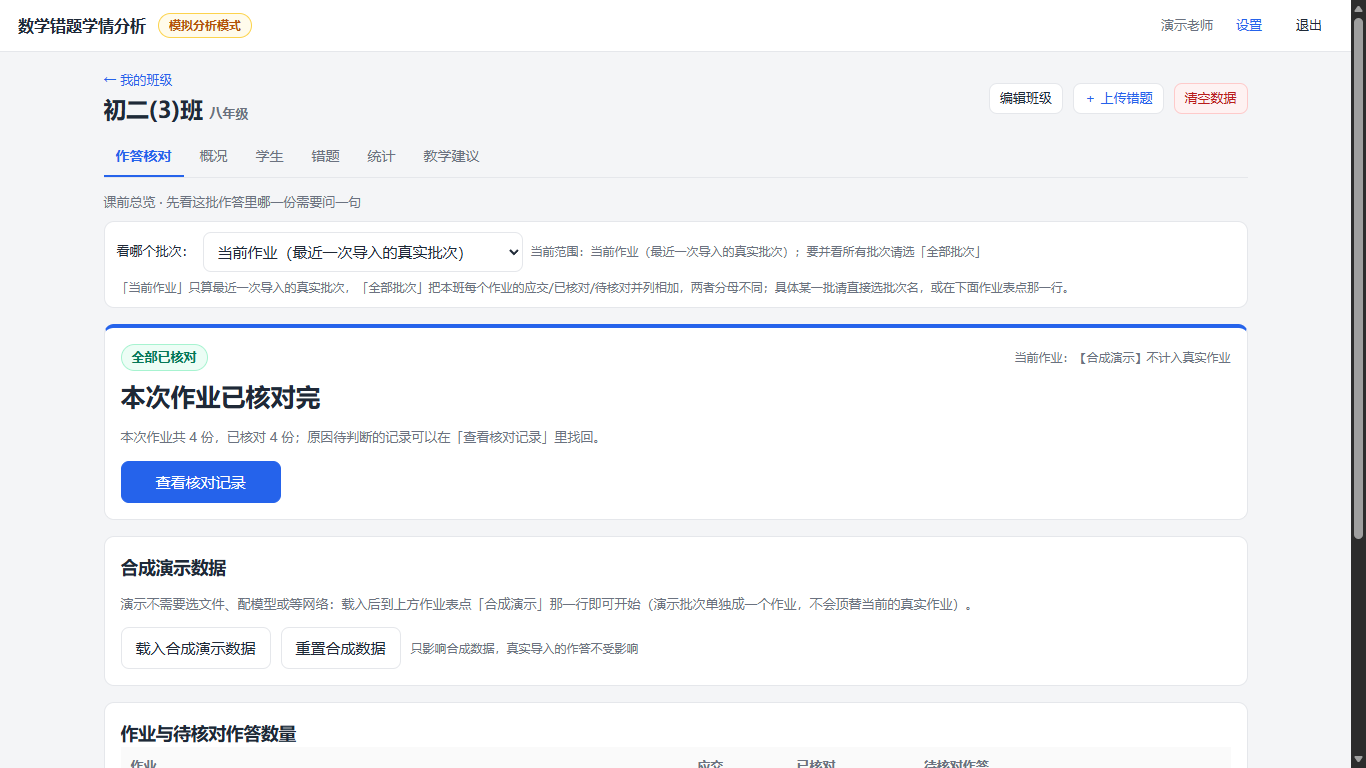 数学错题学情分析 模拟分析模式 演示老师 设置 退出
← 我的班级
初二(3)班 八年级 编辑班级 + 上传错题 清空数据
作答核对 概况 学生 错题 统计 教学建议
课前总览 · 先看这批作答里哪一份需要问一句
看哪个批次： 当前作业（最近一次导入的真实批次） 当前范围：当前作业（最近一次导入的真实批次）；要并看所有批次请选「全部批次」
「当前作业」只算最近一次导入的真实批次，「全部批次」把本班每个作业的应交/已核对/待核对并列相加，两者分母不同；具体某一批请直接选批次名，或在下面作业表点那一行。
全部已核对 当前作业：【合成演示】不计入真实作业
本次作业已核对完
本次作业共 4 份，已核对 4 份；原因待判断的记录可以在「查看核对记录」里找回。
查看核对记录
合成演示数据
演示不需要选文件、配模型或等网络：载入后到上方作业表点「合成演示」那一行即可开始（演示批次单独成一个作业，不会顶替当前的真实作业）。
载入合成演示数据 重置合成数据 只影响合成数据，真实导入的作答不受影响
作业与待核对作答数量
作业 应交 已核对 待核对作答